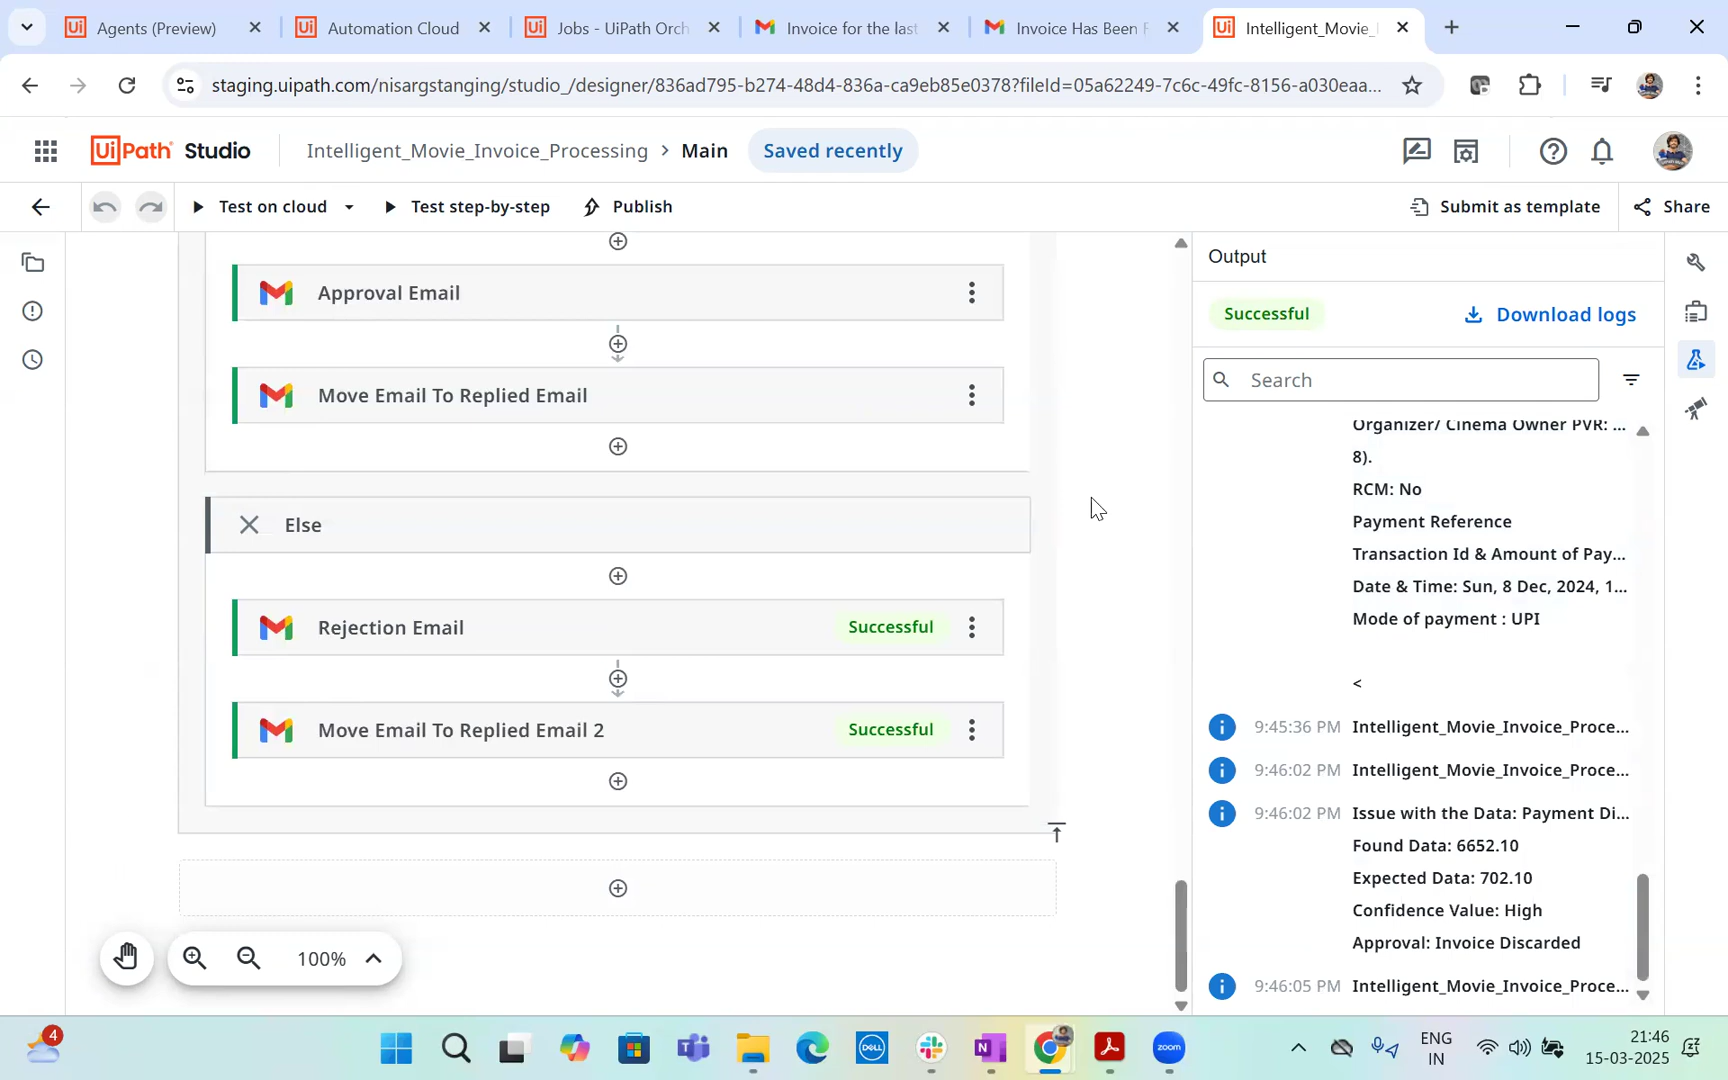 Agents (Preview)
Automation Cloud
Jobs - UiPath Orch
Invoice for the last
Invoice Has Been F
Intelligent_Movie_
staging.uipath.com/nisargstanging/studio_/designer/836ad795-b274-48d4-836a-ca9eb85e0378?fileId=05a62249-7c6c-49fc-8156-a030eaa...
UiPath Studio
Intelligent_Movie_Invoice_Processing > Main
Saved recently
Test on cloud
Test step-by-step
Publish
Submit as template
Share
Approval Email
Move Email To Replied Email
Else
Rejection Email
Successful
Move Email To Replied Email 2
Successful
100%
Output
Successful
Download logs
Search
Organizer/ Cinema Owner PVR: ...
8).
RCM: No
Payment Reference
Transaction Id & Amount of Pay...
Date & Time: Sun, 8 Dec, 2024, 1...
Mode of payment : UPI
<
9:45:36 PM Intelligent_Movie_Invoice_Proce...
9:46:02 PM Intelligent_Movie_Invoice_Proce...
9:46:02 PM Issue with the Data: Payment Di...
Found Data: 6652.10
Expected Data: 702.10
Confidence Value: High
Approval: Invoice Discarded
9:46:05 PM Intelligent_Movie_Invoice_Proce...
4
DELL
zoom
ENG
IN
21:46
15-03-2025